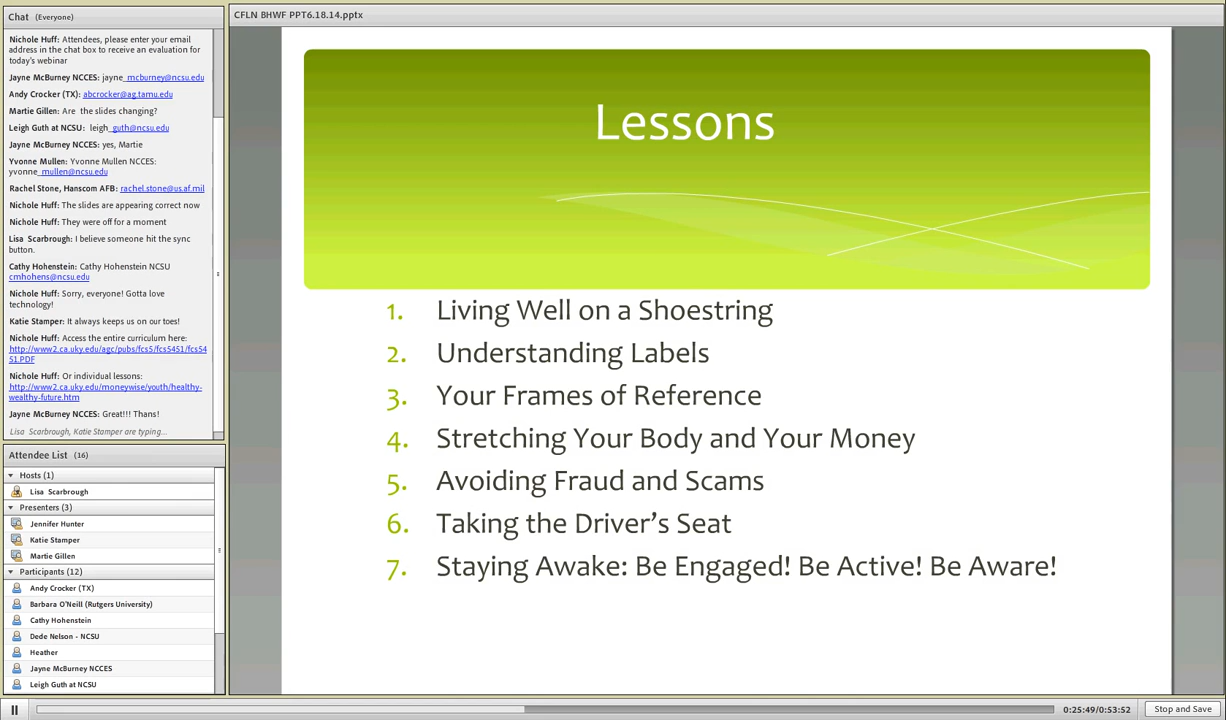 Chat (Everyone)
Nichole Huff: Attendees, please enter your email
address in the chat box to receive an evaluation for
today's webinar
Jayne McBurney NCCES: jayne_mcburney@ncsu.edu
Andy Crocker (TX): abcrocker@ag.tamu.edu
Martie Gillen: Are the slides changing?
Leigh Guth at NCSU: leigh_guth@ncsu.edu
Jayne McBurney NCCES: yes, Martie
Yvonne Mullen: Yvonne Mullen NCCES:
yvonne_mullen@ncsu.edu
Rachel Stone, Hanscom AFB: rachel.stone@us.af.mil
Nichole Huff: The slides are appearing correct now
Nichole Huff: They were off for a moment
Lisa Scarbrough: I believe someone hit the sync
button.
Cathy Hohenstein: Cathy Hohenstein NCSU
cmhohens@ncsu.edu
Nichole Huff: Sorry, everyone! Gotta love
technology!
Katie Stamper: It always keeps us on our toes!
Nichole Huff: Access the entire curriculum here:
http://www2.ca.uky.edu/agc/pubs/fcs5/fcs5451/fcs54
51.PDF
Nichole Huff: Or individual lessons:
http://www2.ca.uky.edu/moneywise/youth/healthy-
wealthy-future.htm
Jayne McBurney NCCES: Great!!! Thans!
Lisa Scarbrough, Katie Stamper are typing...
Attendee List (16)
Hosts (1)
Lisa Scarbrough
Presenters (3)
Jennifer Hunter
Katie Stamper
Martie Gillen
Participants (12)
Andy Crocker (TX)
Barbara O'Neill (Rutgers University)
Cathy Hohenstein
Dede Nelson - NCSU
Heather
Jayne McBurney NCCES
Leigh Guth at NCSU
CFLN BHWF PPT6.18.14.pptx
Lessons
1. Living Well on a Shoestring
2. Understanding Labels
3. Your Frames of Reference
4. Stretching Your Body and Your Money
5. Avoiding Fraud and Scams
6. Taking the Driver’s Seat
7. Staying Awake: Be Engaged! Be Active! Be Aware!
0:25:49/0:53:52
Stop and Save